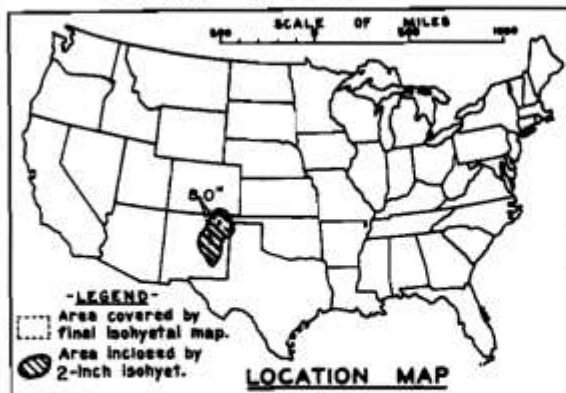 SCALE OF MILES
500 0 500 1000
8.0"
-LEGEND-
Area covered by
final isohyetal map.
Area inclosed by
2-inch isohyet.
LOCATION MAP